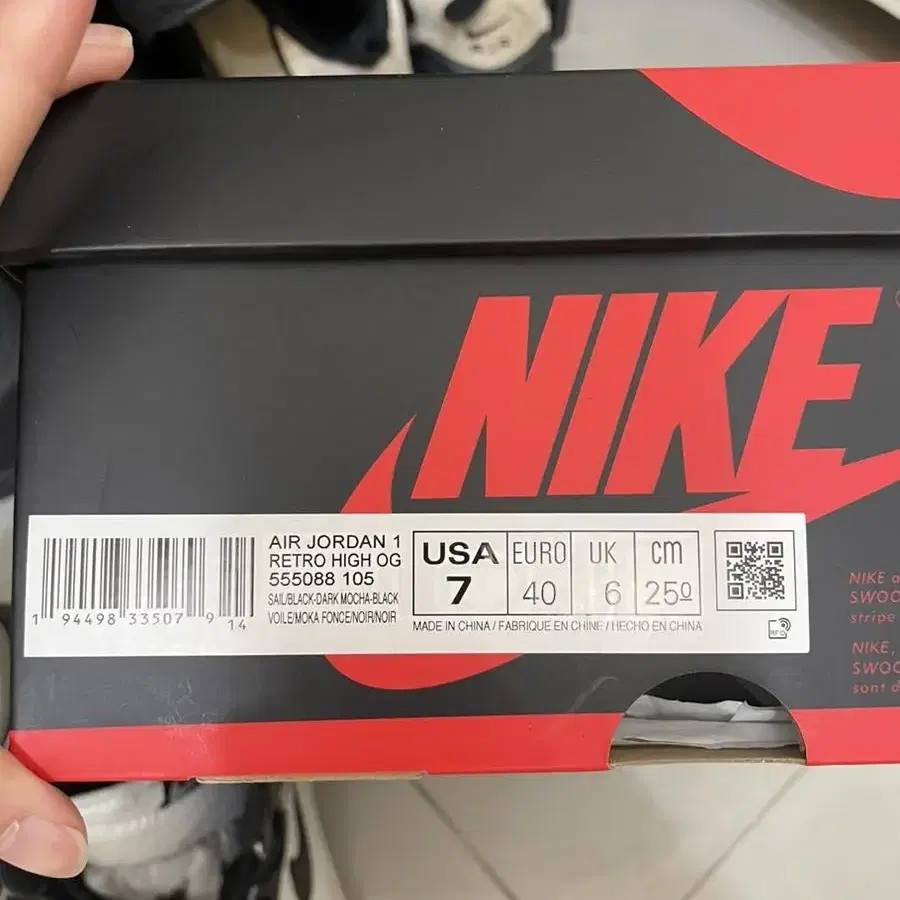 NIKE
AIR JORDAN 1
RETRO HIGH OG
555088 105
SAIL/BLACK-DARK MOCHA-BLACK
VOILE/MOKA FONCE/NOIR/NOIR
USA
7
EURO
40
UK
6
cm
25º
MADE IN CHINA / FABRIQUE EN CHINE / HECHO EN CHINA
1 94498 33507 9 14
RFID
NIKE
SWOO
stripe
NIKE,
SWOO
sont d